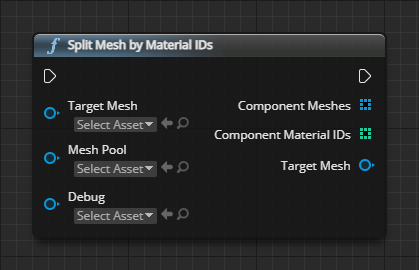 f Split Mesh by Material IDs
Target Mesh
Select Asset
Component Meshes
Component Material IDs
Mesh Pool
Select Asset
Target Mesh
Debug
Select Asset